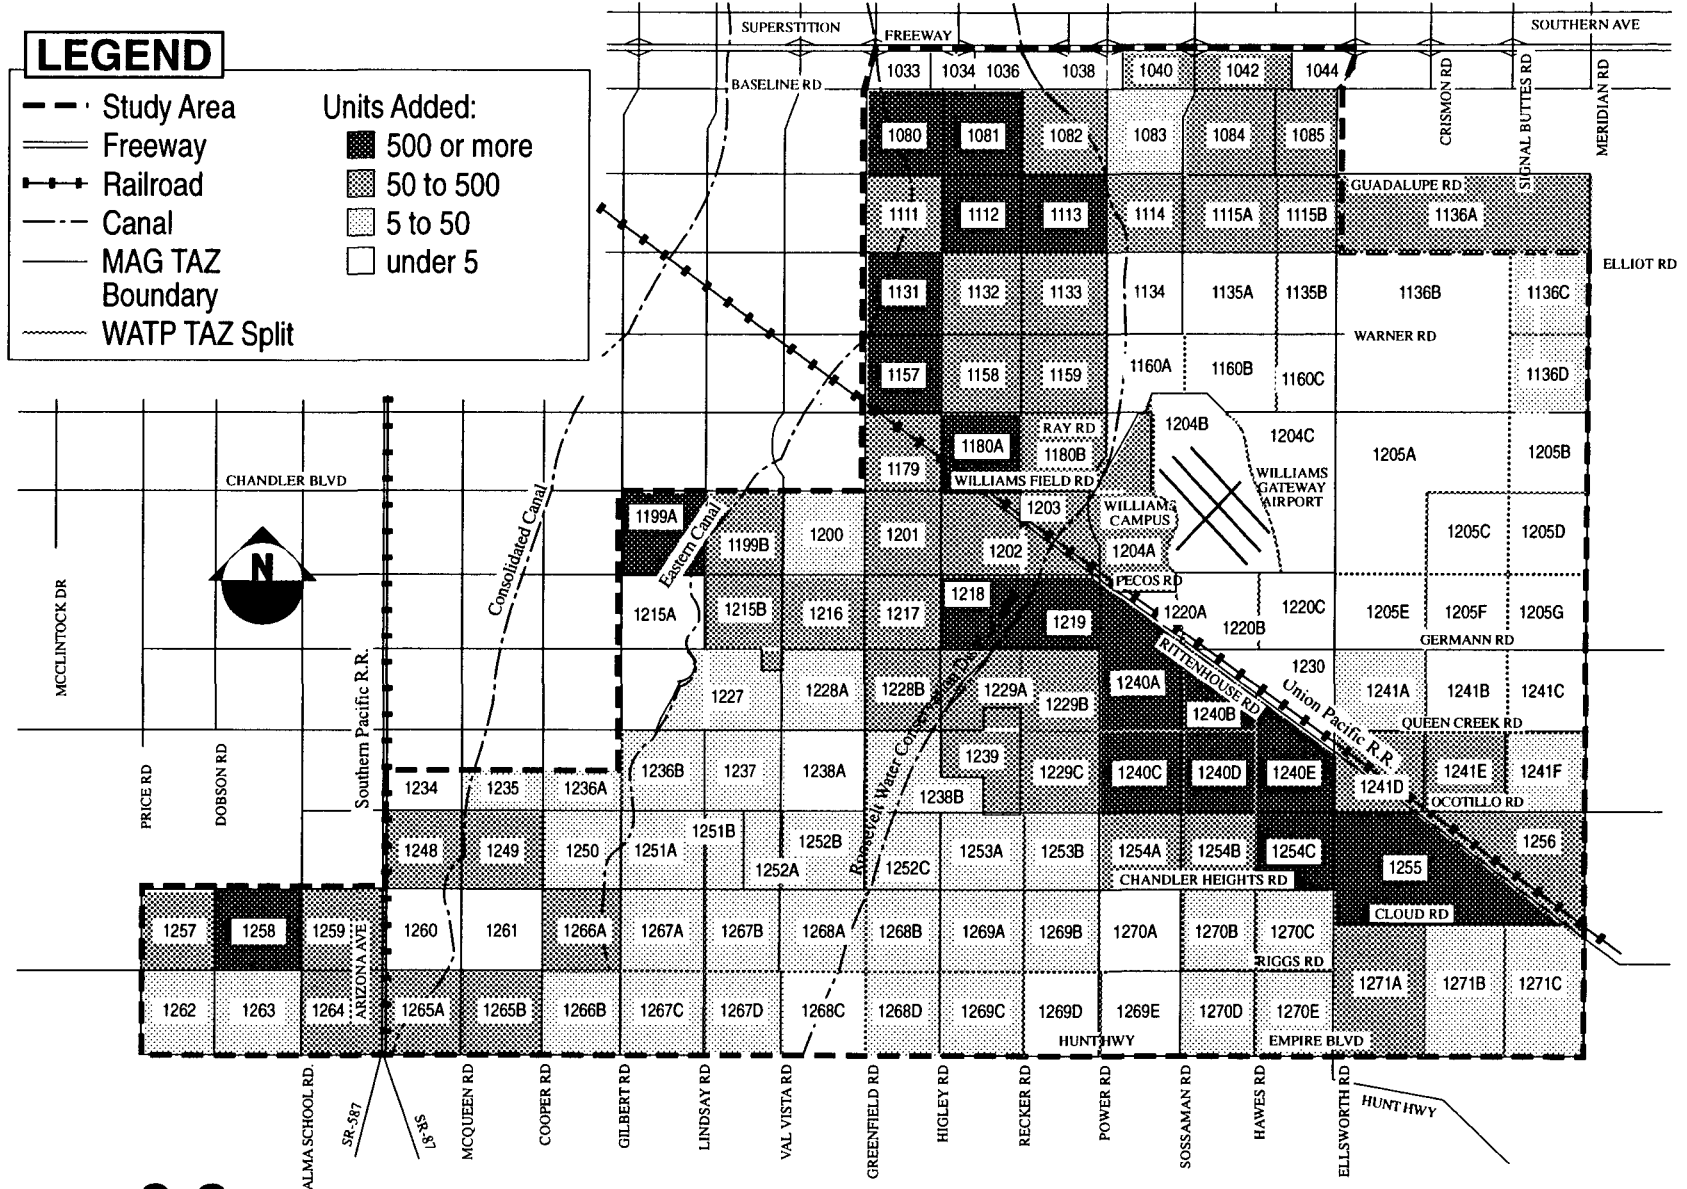 SUPERSTITION
FREEWAY
SOUTHERN AVE
LEGEND
Study Area
Freeway
Railroad
Canal
MAG TAZ
Boundary
WATP TAZ Split
Units Added:
500 or more
50 to 500
5 to 50
under 5
BASELINE RD
1033
1034
1036
1038
1040
1042
1044
CRISMON RD
SIGNAL BUTTES RD
MERIDIAN RD
1080
1081
1082
1083
1084
1085
GUADALUPE RD
1111
1112
1113
1114
1115A
1115B
1136A
ELLIOT RD
1131
1132
1133
1134
1135A
1135B
1136B
1136C
WARNER RD
1157
1158
1159
1160A
1160B
1160C
1136D
RAY RD
1179
1180A
1180B
1204B
1204C
1205A
1205B
CHANDLER BLVD
WILLIAMS FIELD RD
WILLIAMS
GATEWAY
AIRPORT
WILLIAMS
CAMPUS
Consolidated Canal
Eastern Canal
1199A
1199B
1200
1201
1202
1203
1204A
1205C
1205D
PECOS RD
N
1215A
1215B
1216
1217
1218
1219
1220A
1220B
1220C
1205E
1205F
1205G
GERMANN RD
MCCLINTOCK DR
Southern Pacific R.R.
RITTENHOUSE RD
Union Pacific R.R.
1227
1228A
1228B
1229A
1229B
1240A
1240B
1230
1241A
1241B
1241C
QUEEN CREEK RD
PRICE RD
DOBSON RD
1234
1235
1236A
1236B
1237
1238A
1238B
1239
1229C
1240C
1240D
1240E
1241D
1241E
1241F
OCOTILLO RD
1248
1249
1250
1251A
1251B
1252A
1252B
1252C
1253A
1253B
1254A
1254B
1254C
1255
1256
CHANDLER HEIGHTS RD
CLOUD RD
1257
1258
1259
ARIZONA AVE
1260
1261
1266A
1267A
1267B
1268A
1268B
1269A
1269B
1270A
1270B
1270C
RIGGS RD
1262
1263
1264
1265A
1265B
1266B
1267C
1267D
1268C
1268D
1269C
1269D
1269E
1270D
1270E
1271A
1271B
1271C
HUNT HWY
EMPIRE BLVD
ALMA SCHOOL RD.
SR-587
SR-87
MCQUEEN RD
COOPER RD
GILBERT RD
LINDSAY RD
VAL VISTA RD
GREENFIELD RD
HIGLEY RD
RECKER RD
POWER RD
SOSSAMAN RD
HAWES RD
ELLSWORTH RD
HUNT HWY